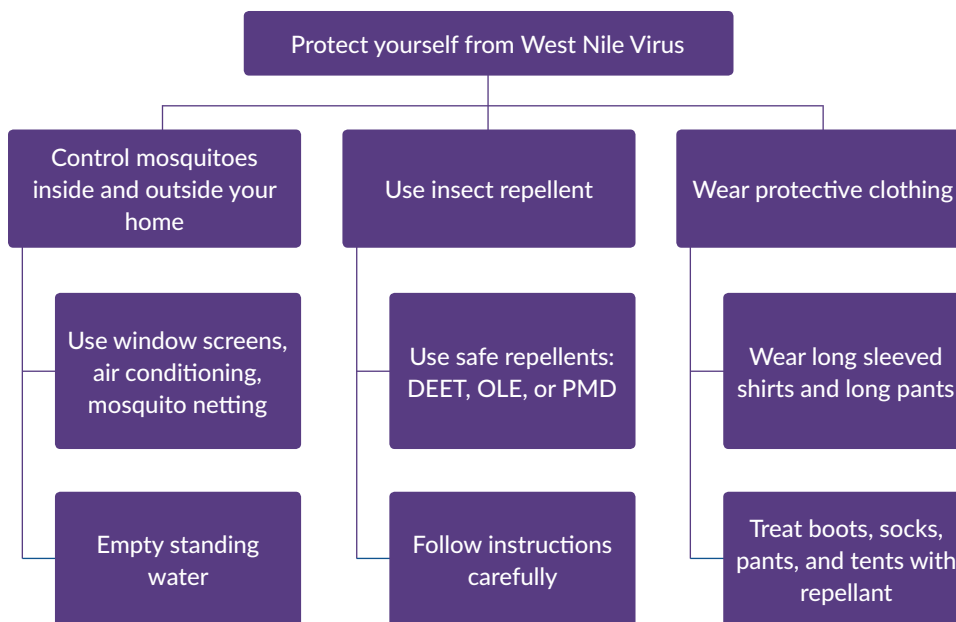 Protect yourself from West Nile Virus
Control mosquitoes
inside and outside your
home
Use insect repellent
Wear protective clothing
Use window screens,
air conditioning,
mosquito netting
Use safe repellents:
DEET, OLE, or PMD
Wear long sleeved
shirts and long pants
Empty standing
water
Follow instructions
carefully
Treat boots, socks,
pants, and tents with
repellant